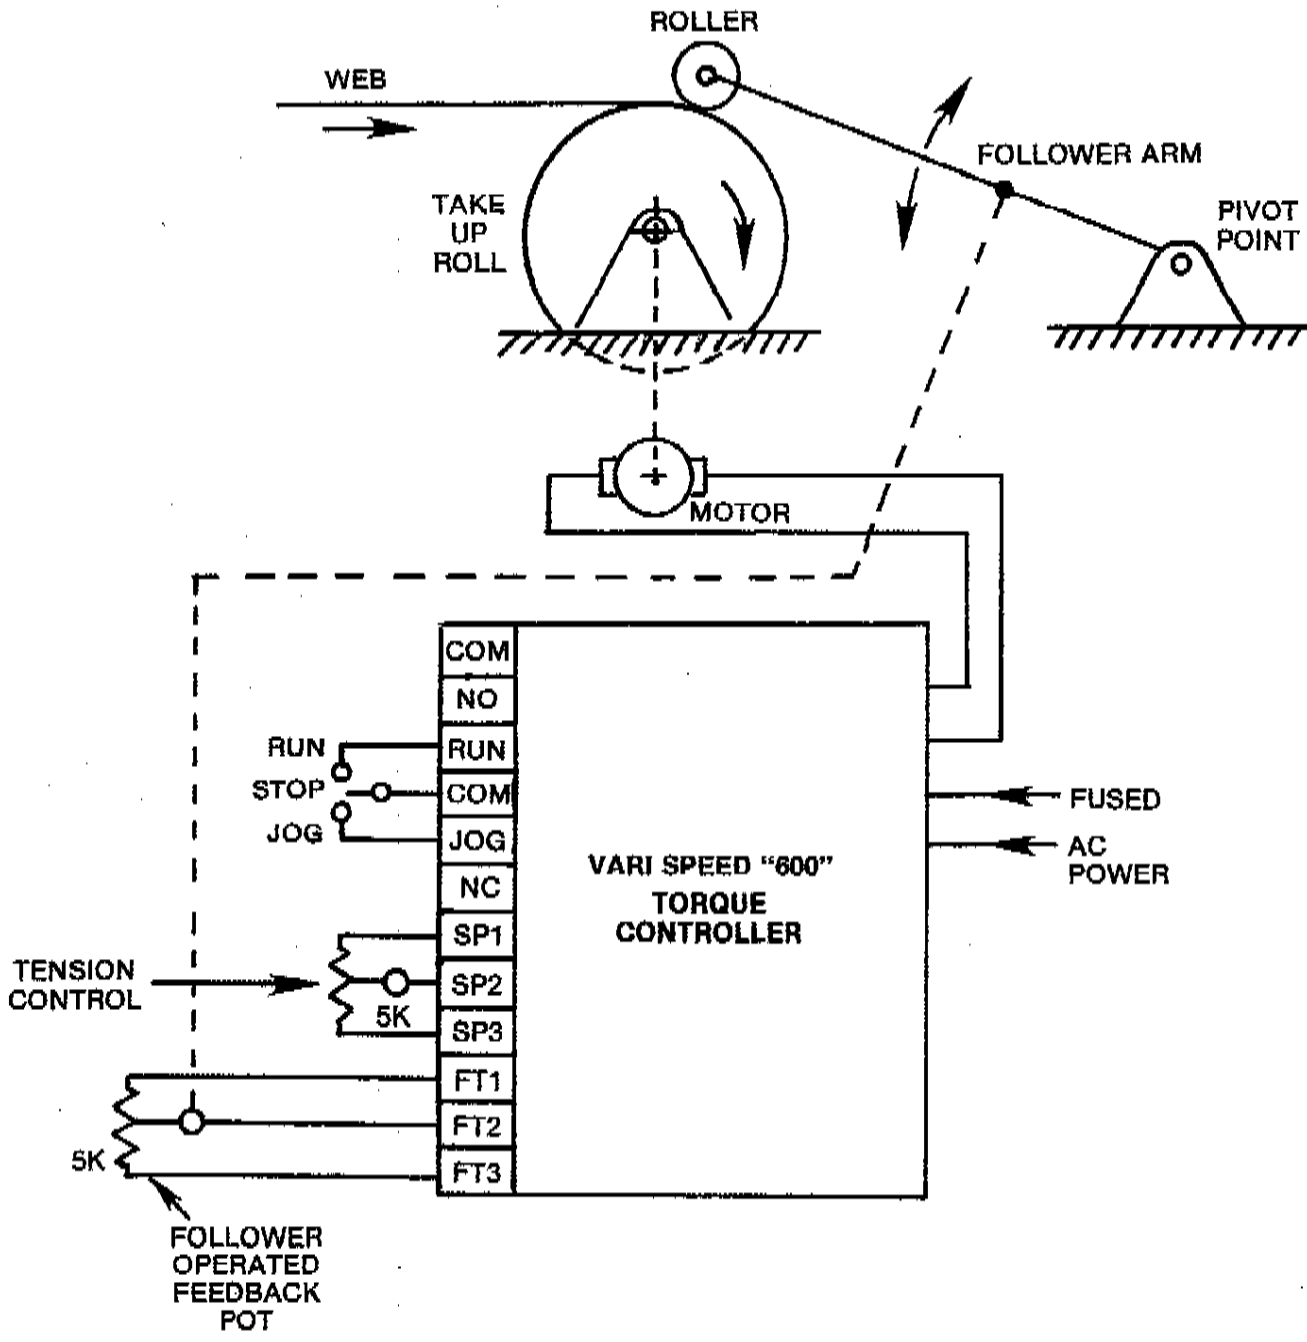 ROLLER
WEB
FOLLOWER ARM
TAKE
UP
ROLL
PIVOT
POINT
MOTOR
COM
NO
RUN
RUN
STOP
COM
JOG
JOG
NC
SP1
SP2
SP3
FT1
FT2
FT3
VARI SPEED "600"
TORQUE
CONTROLLER
FUSED
AC
POWER
TENSION
CONTROL
5K
5K
FOLLOWER
OPERATED
FEEDBACK
POT